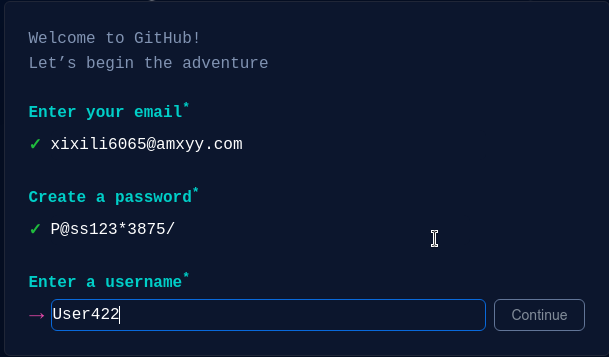 Welcome to GitHub!
Let’s begin the adventure
Enter your email*
✓ xixili6065@amxyy.com
Create a password*
✓ P@ss123*3875/
Enter a username*
→ User422 Continue